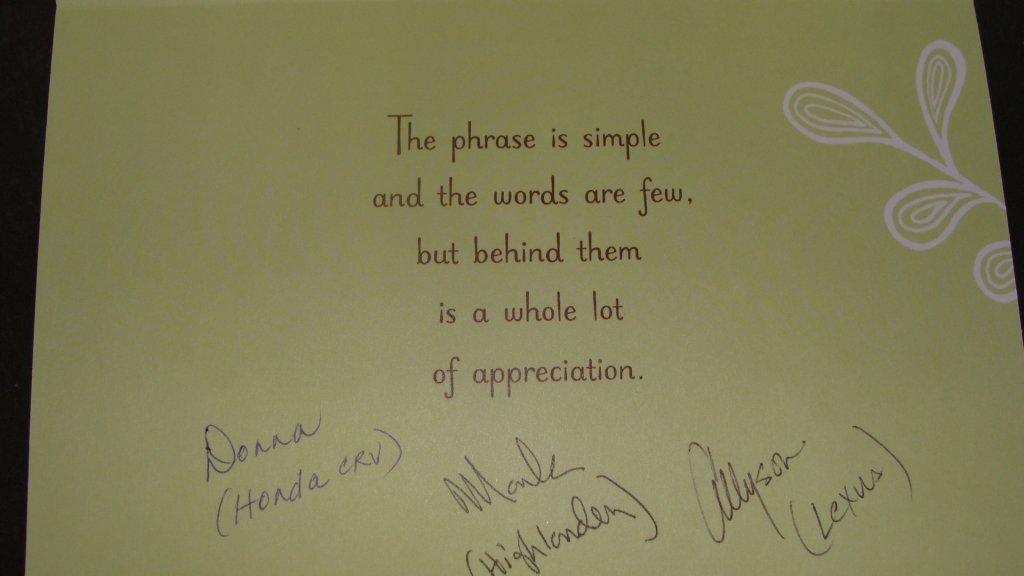 The phrase is simple
and the words are few,
but behind them
is a whole lot
of appreciation.
Donna
(Honda CRV)
(Highlander)
Allyson
(Lexus)